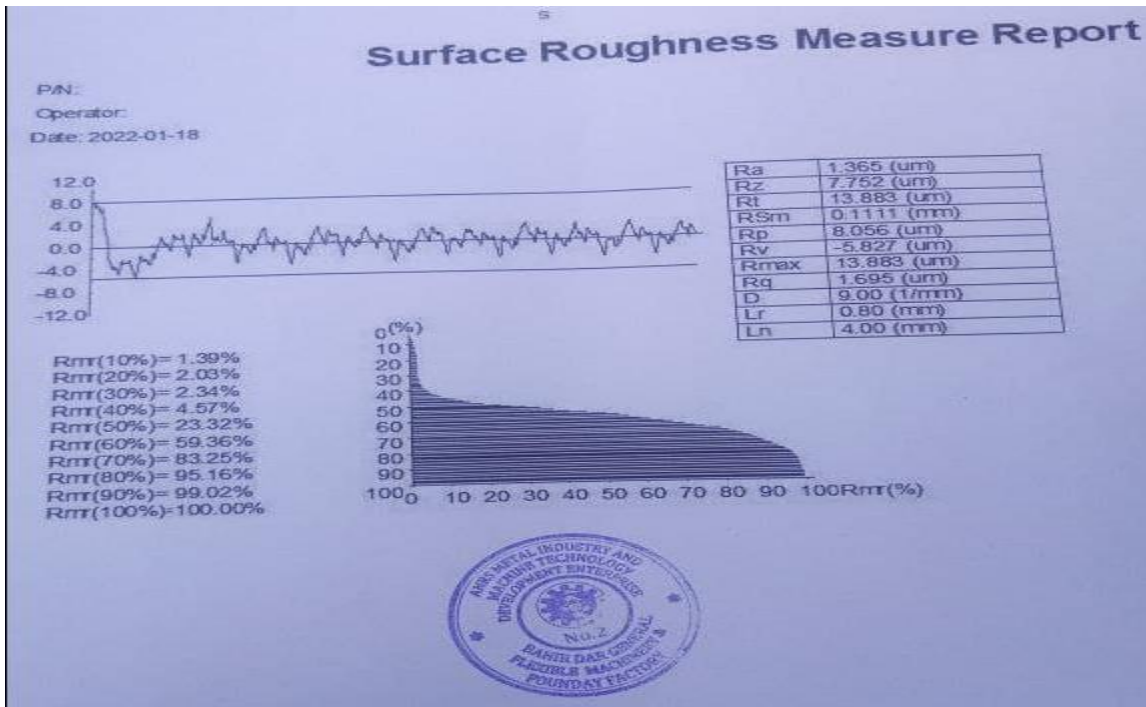 S
Surface Roughness Measure Report
P/N:
Operator:
Date: 2022-01-18
12.0
8.0
4.0
0.0
-4.0
-8.0
-12.0
Ra 1.365 (um)
Rz 7.752 (um)
Rt 13.883 (um)
RSm 0.1111 (mm)
Rp 8.056 (um)
Rv -5.827 (um)
Rmax 13.883 (um)
Rq 1.695 (um)
D 9.00 (1/mm)
Lr 0.80 (mm)
Ln 4.00 (mm)
Rmr(10%)= 1.39%
Rmr(20%)= 2.03%
Rmr(30%)= 2.34%
Rmr(40%)= 4.57%
Rmr(50%)= 23.32%
Rmr(60%)= 59.36%
Rmr(70%)= 83.25%
Rmr(80%)= 95.16%
Rmr(90%)= 99.02%
Rmr(100%)=100.00%
0(%)
10
20
30
40
50
60
70
80
90
100
0 10 20 30 40 50 60 70 80 90 100Rmr(%)
METAL INDUSTRY AND
MACHINE TECHNOLOGY
DEVELOPMENT ENTERPRISE
No.2
BAHIR DAR GENERAL
MACHINERY &
FACTORY